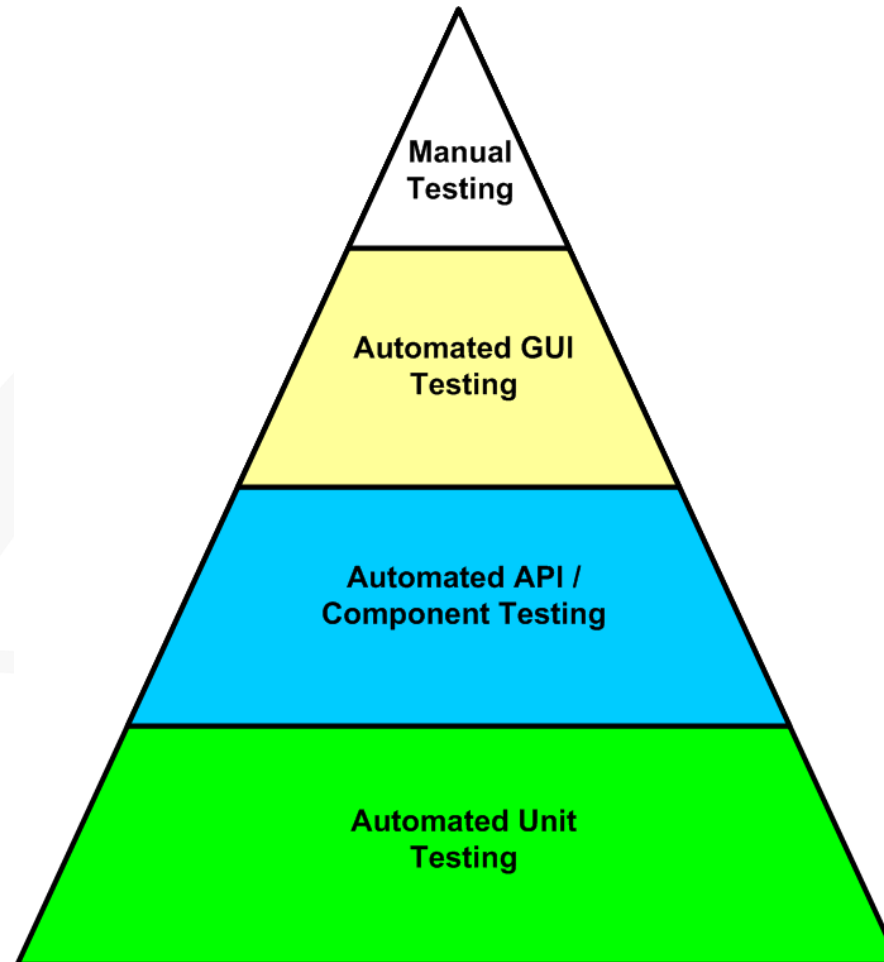 Manual
Testing
Automated GUI
Testing
Automated API /
Component Testing
Automated Unit
Testing